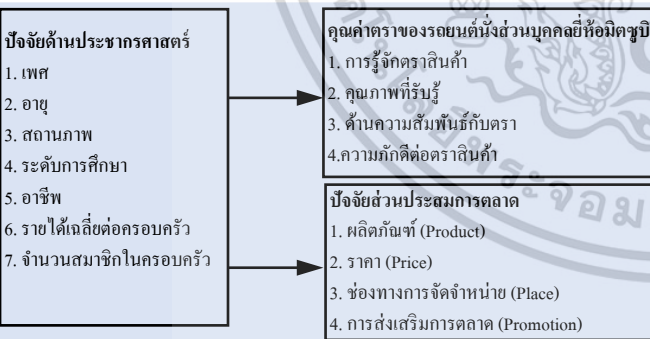 ปัจจัยด้านประชากรศาสตร์
1. เพศ
2. อายุ
3. สถานภาพ
4. ระดับการศึกษา
5. อาชีพ
6. รายได้เฉลี่ยต่อครอบครัว
7. จำนวนสมาชิกในครอบครัว
คุณค่าตราของรถยนต์นั่งส่วนบุคคลยี่ห้อมิตซูบิ
1. การรู้จักตราสินค้า
2. คุณภาพที่รับรู้
3. ด้านความสัมพันธ์กับตรา
4.ความภักดีต่อตราสินค้า
ปัจจัยส่วนประสมการตลาด
1. ผลิตภัณฑ์ (Product)
2. ราคา (Price)
3. ช่องทางการจัดจำหน่าย (Place)
4. การส่งเสริมการตลาด (Promotion)